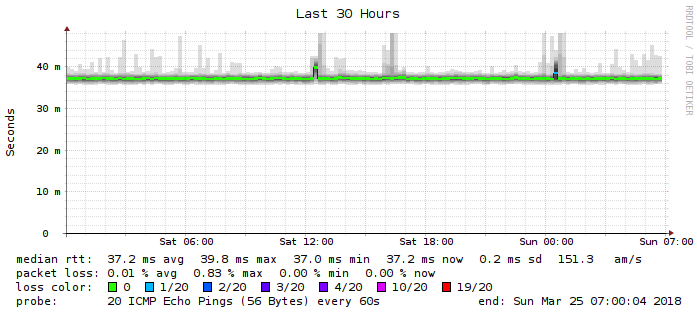 Last 30 Hours
RRDTOOL / TOBI OETIKER
Seconds
40 m
30 m
20 m
10 m
0
Sat 06:00 Sat 12:00 Sat 18:00 Sun 00:00 Sun 07:00
median rtt: 37.2 ms avg 39.8 ms max 37.0 ms min 37.2 ms now 0.2 ms sd 151.3 am/s
packet loss: 0.01 % avg 0.83 % max 0.00 % min 0.00 % now
loss color: 0 1/20 2/20 3/20 4/20 10/20 19/20
probe: 20 ICMP Echo Pings (56 Bytes) every 60s end: Sun Mar 25 07:00:04 2018